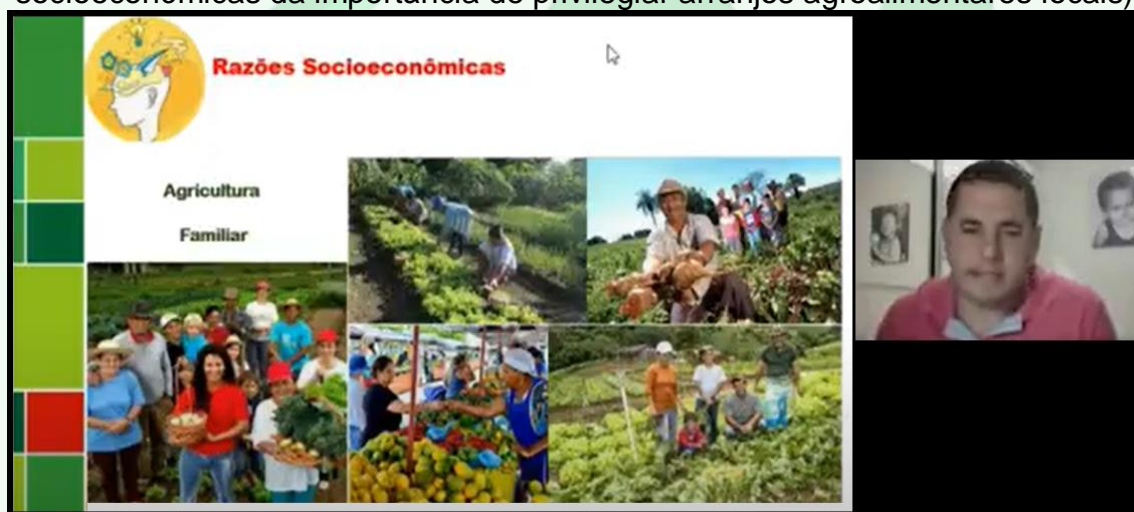 socioeconômicas da importância de privilegiar arranjos agroalimentares locais)
Razões Socioeconômicas
Agricultura
Familiar